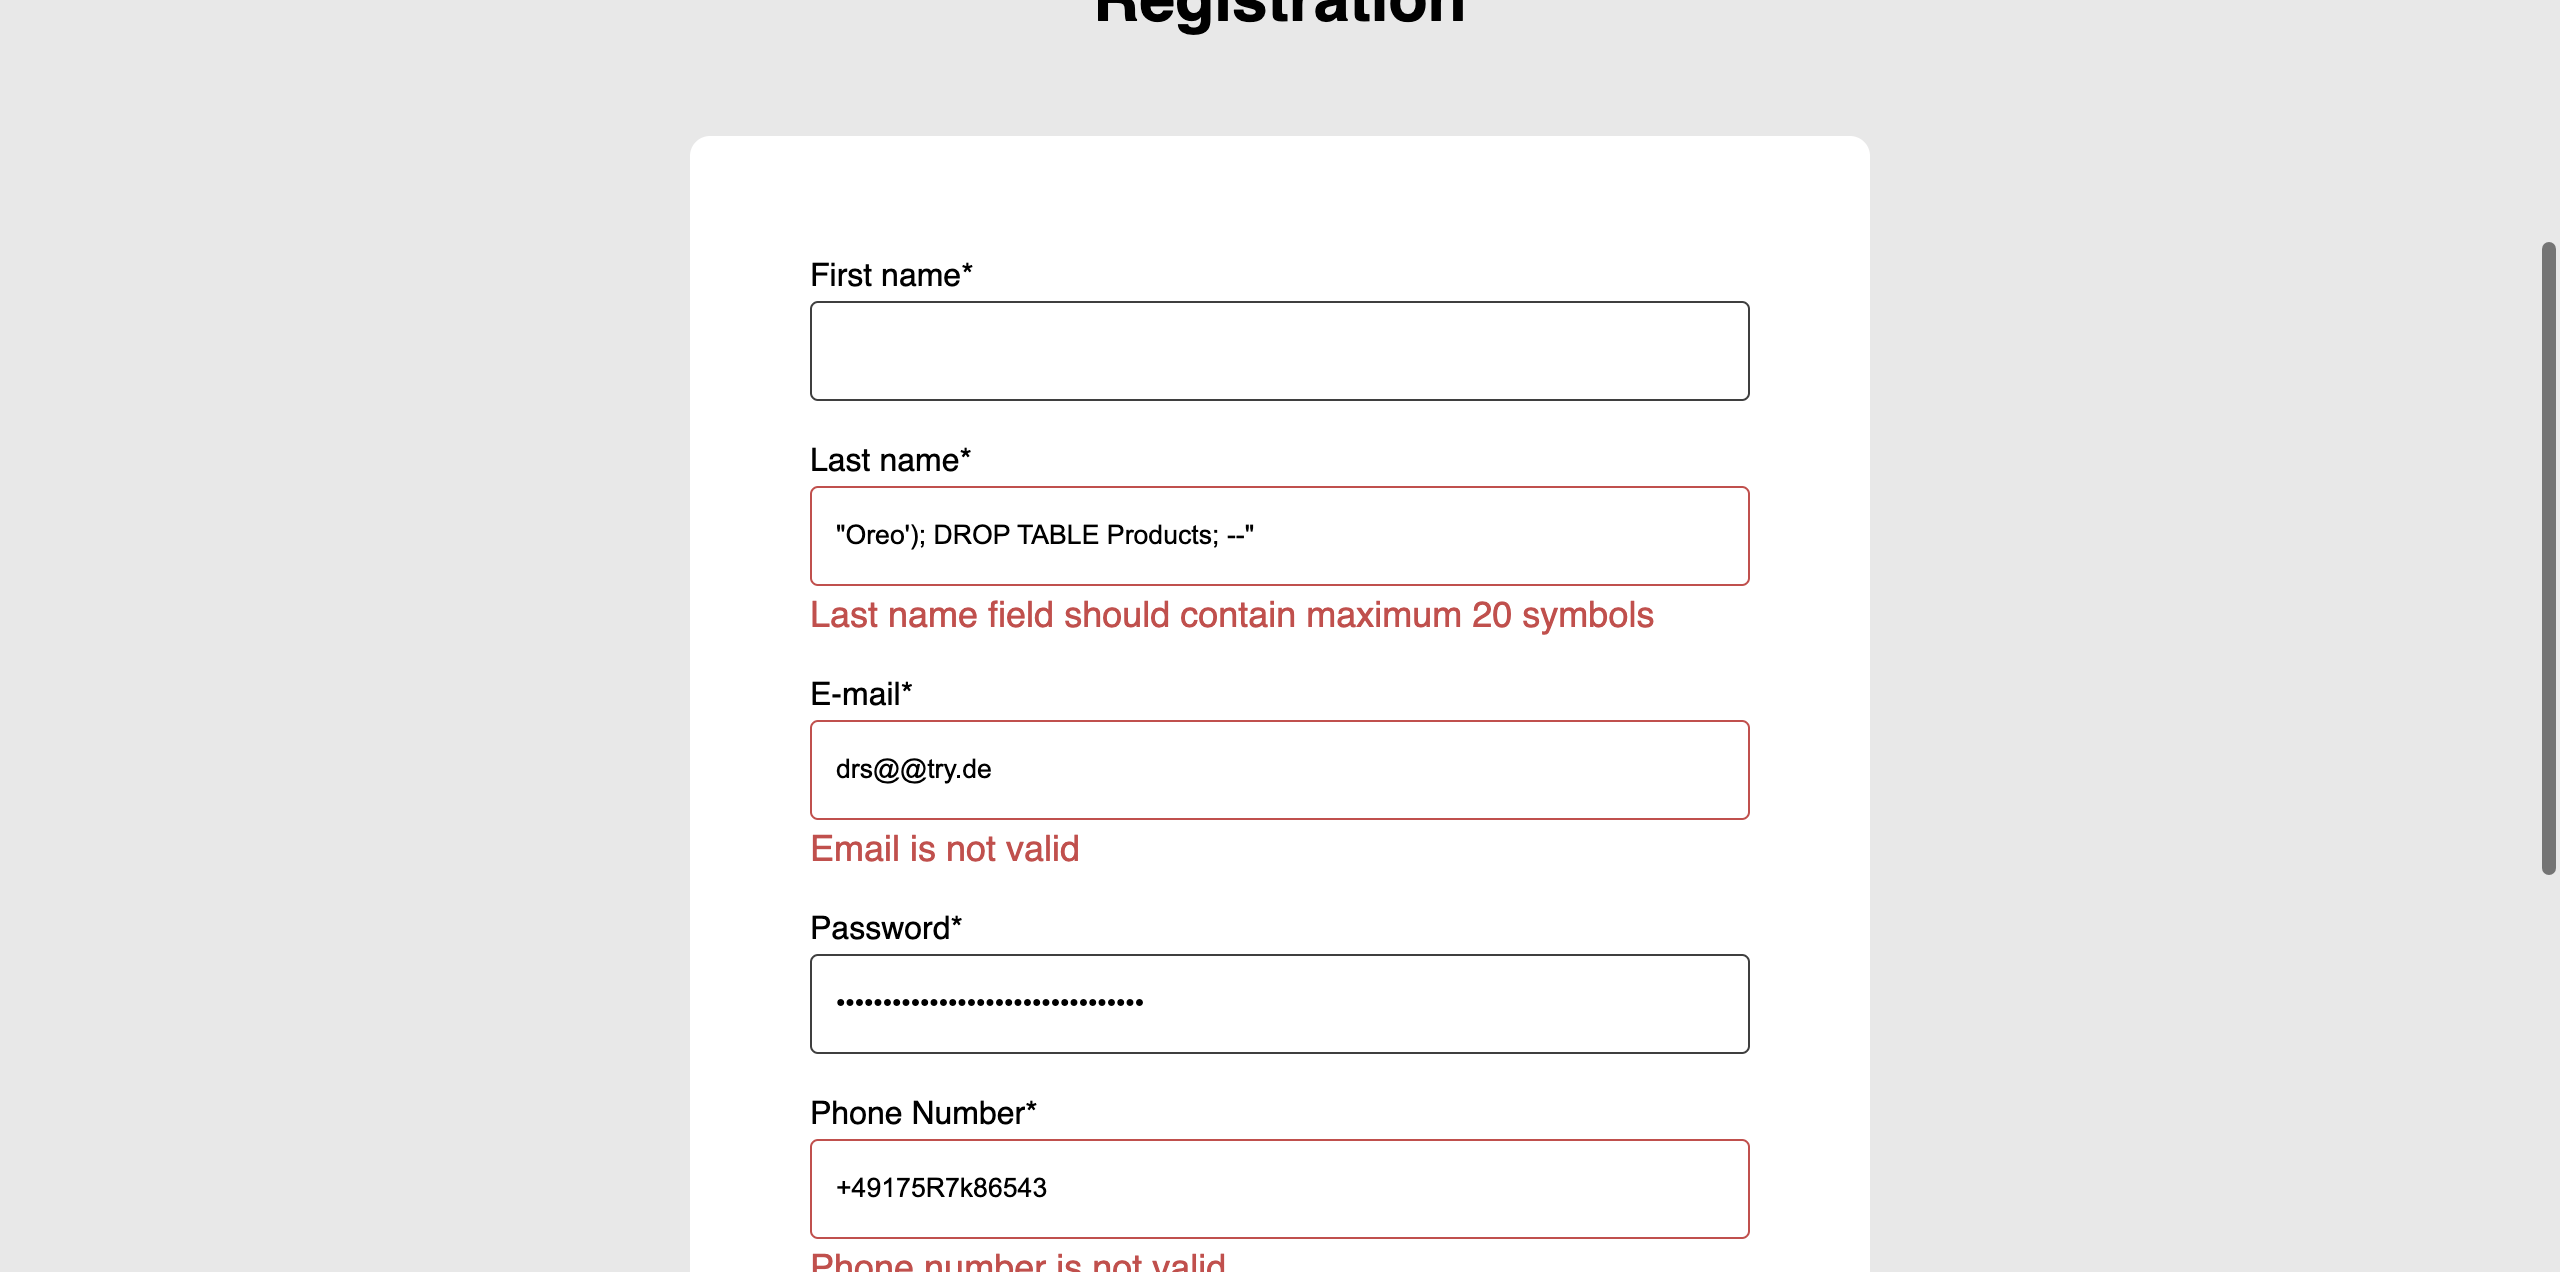 Registration
First name*
Last name*
"Oreo'); DROP TABLE Products; --"
Last name field should contain maximum 20 symbols
E-mail*
drs@@try.de
Email is not valid
Password*
•••••••••••••••••••••••••••••••••
Phone Number*
+49175R7k86543
Phone number is not valid